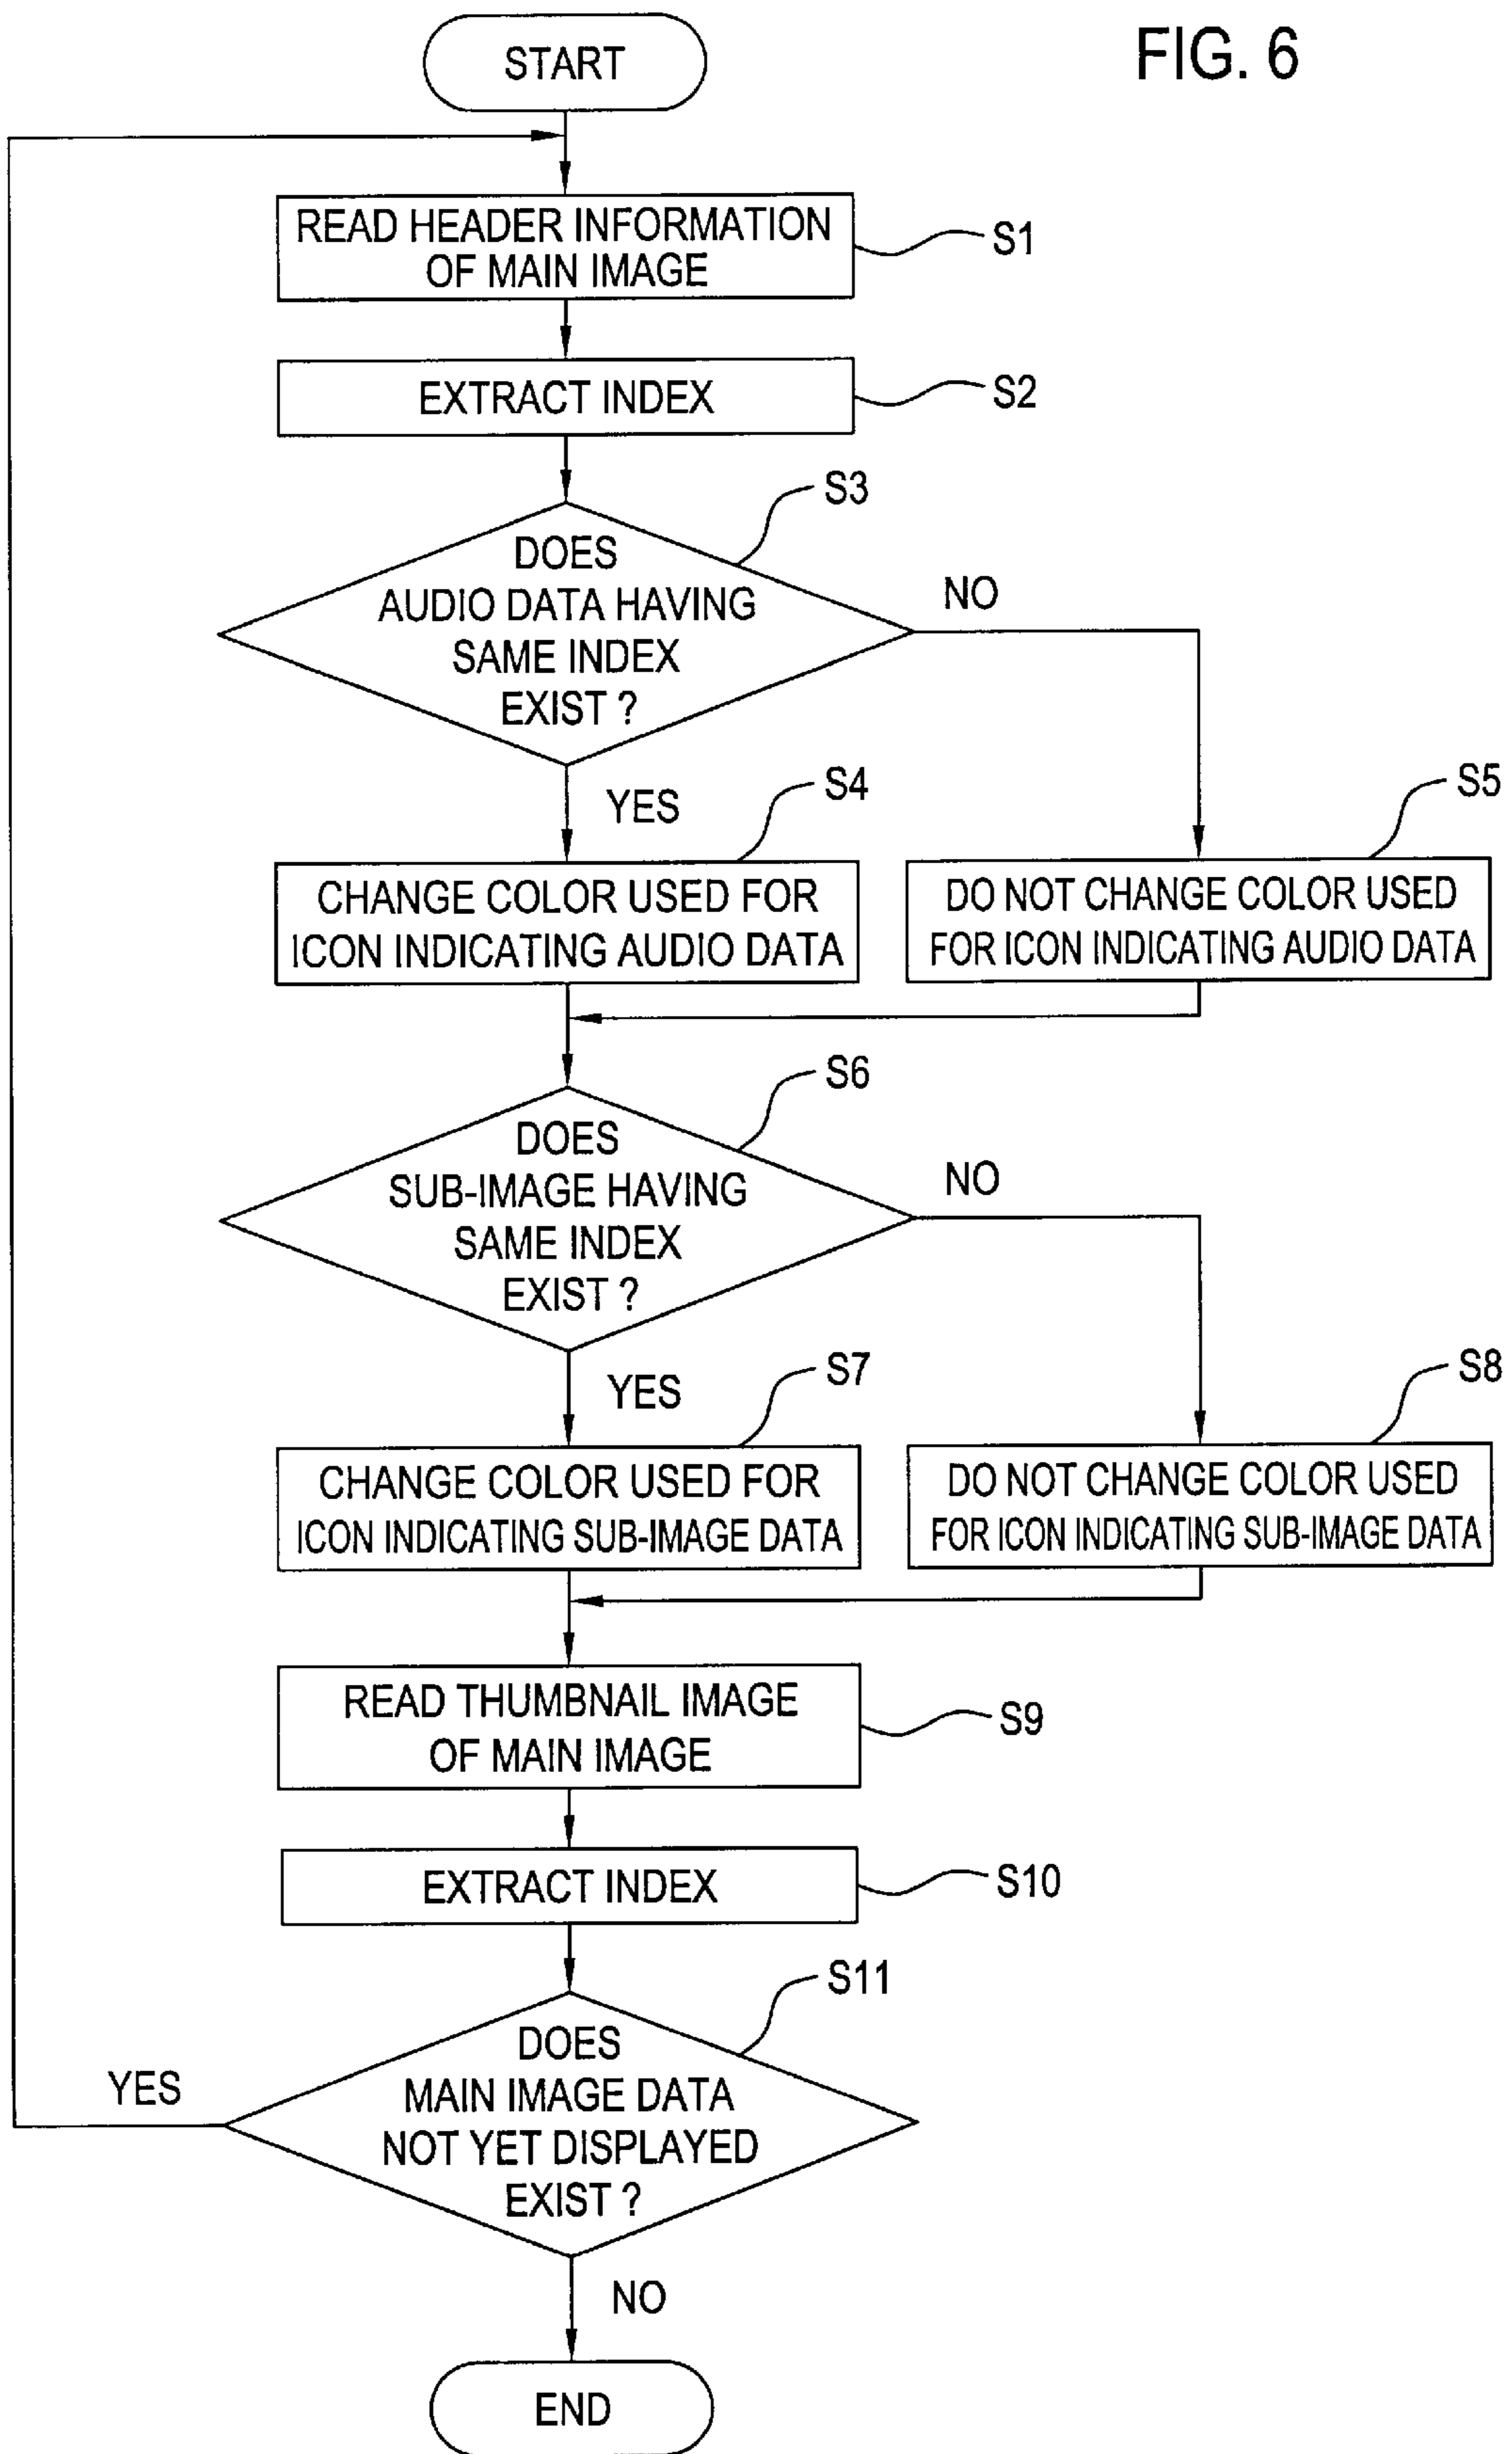 FIG. 6
START
READ HEADER INFORMATION
OF MAIN IMAGE
S1
EXTRACT INDEX
S2
S3
DOES
AUDIO DATA HAVING
SAME INDEX
EXIST ?
NO
YES
S4
CHANGE COLOR USED FOR
ICON INDICATING AUDIO DATA
S5
DO NOT CHANGE COLOR USED
FOR ICON INDICATING AUDIO DATA
S6
DOES
SUB-IMAGE HAVING
SAME INDEX
EXIST ?
NO
YES
S7
CHANGE COLOR USED FOR
ICON INDICATING SUB-IMAGE DATA
S8
DO NOT CHANGE COLOR USED
FOR ICON INDICATING SUB-IMAGE DATA
READ THUMBNAIL IMAGE
OF MAIN IMAGE
S9
EXTRACT INDEX
S10
S11
DOES
MAIN IMAGE DATA
NOT YET DISPLAYED
EXIST ?
YES
NO
END